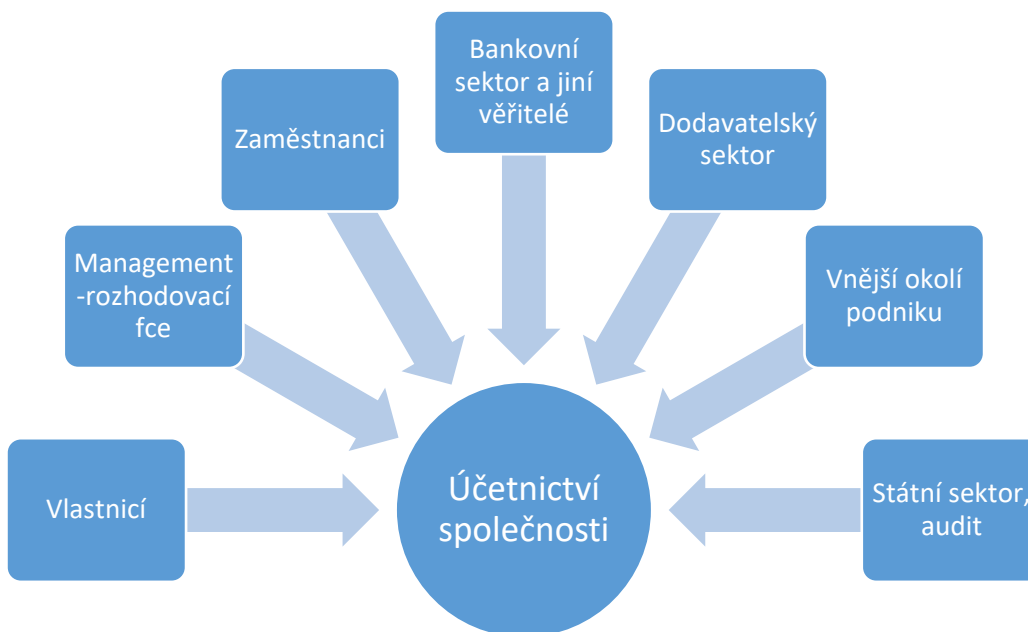 Bankovní
sektor a jiní
věřitelé
Zaměstnanci
Dodavatelský
sektor
Management
-rozhodovací
fce
Vnější okolí
podniku
Vlastnicí
Účetnictví
společnosti
Státní sektor,
audit